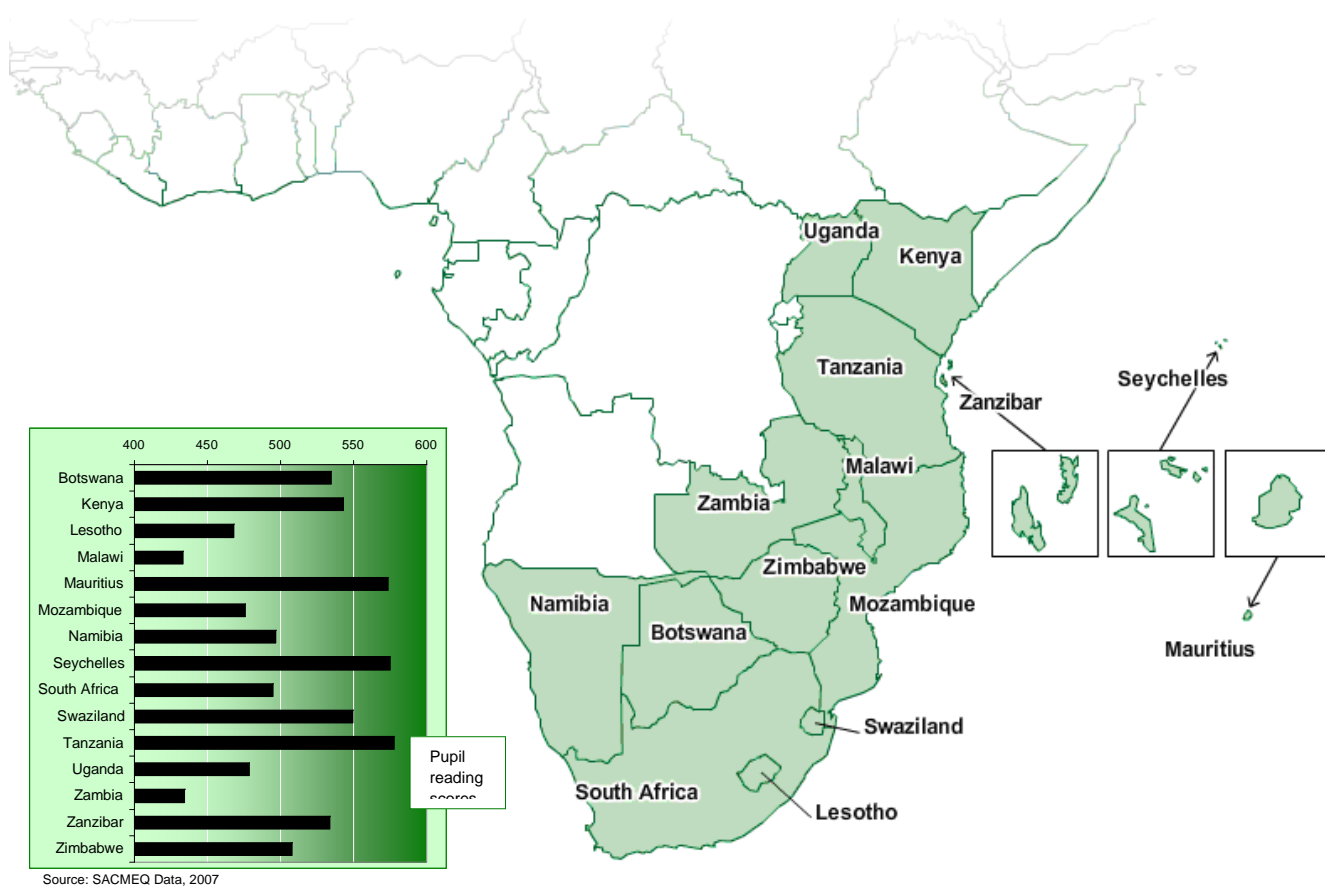 Uganda
Kenya
Tanzania
Seychelles
Zanzibar
Malawi
Zambia
Zimbabwe
Namibia
Mozambique
Botswana
Mauritius
Swaziland
South Africa
Lesotho
400 450 500 550 600
Botswana
Kenya
Lesotho
Malawi
Mauritius
Mozambique
Namibia
Seychelles
South Africa
Swaziland
Tanzania
Uganda
Zambia
Zanzibar
Zimbabwe
Pupil
reading
scores
Source: SACMEQ Data, 2007